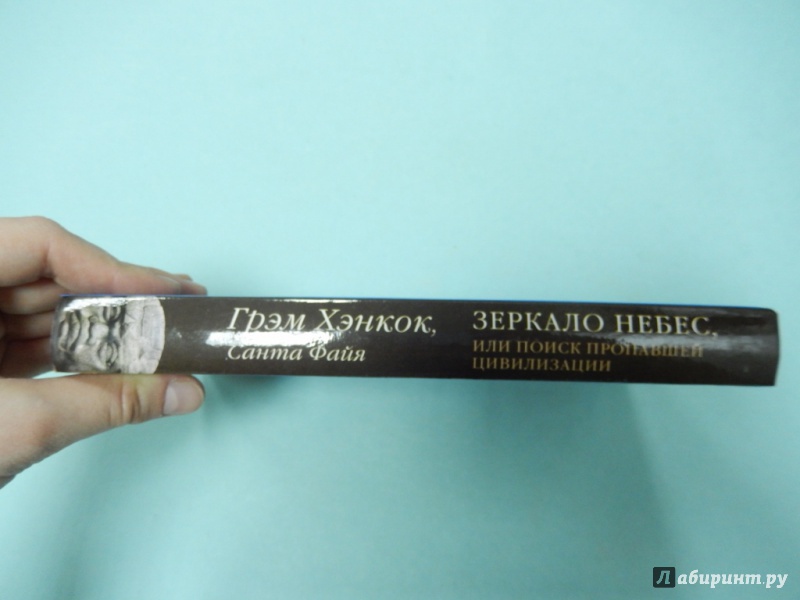 Грэм Хэнкок,
Санта Файя
ЗЕРКАЛО НЕБЕС,
ИЛИ ПОИСК ПРОПАВШЕЙ
ЦИВИЛИЗАЦИИ
Лабиринт.ру